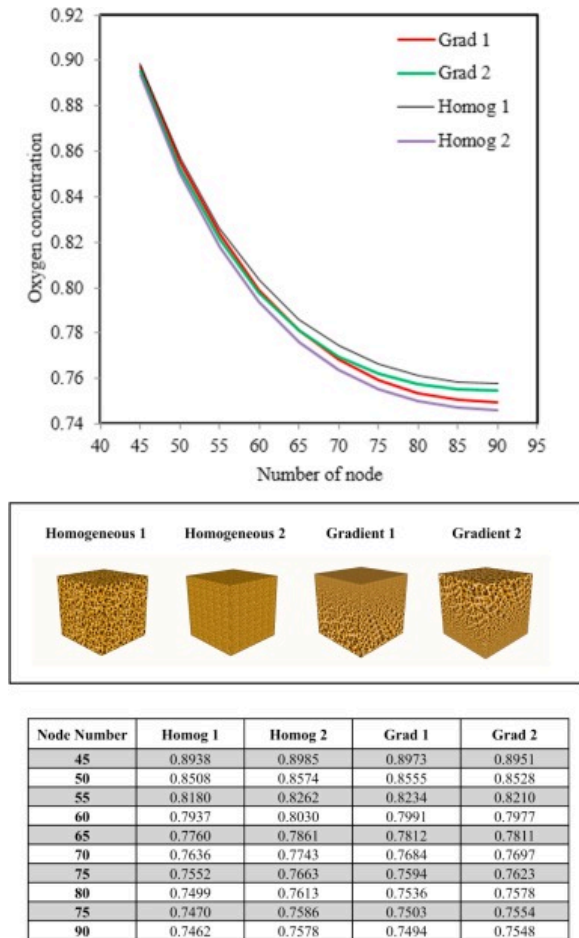 0.92
0.90
0.88
0.86
0.84
0.82
0.80
0.78
0.76
0.74
Oxygen concentration
Grad 1
Grad 2
Homog 1
Homog 2
40 45 50 55 60 65 70 75 80 85 90 95
Number of node
Homogeneous 1 Homogeneous 2 Gradient 1 Gradient 2
Node Number Homog 1 Homog 2 Grad 1 Grad 2
45 0.8938 0.8985 0.8973 0.8951
50 0.8508 0.8574 0.8555 0.8528
55 0.8180 0.8262 0.8234 0.8210
60 0.7937 0.8030 0.7991 0.7977
65 0.7760 0.7861 0.7812 0.7811
70 0.7636 0.7743 0.7684 0.7697
75 0.7552 0.7663 0.7594 0.7623
80 0.7499 0.7613 0.7536 0.7578
75 0.7470 0.7586 0.7503 0.7554
90 0.7462 0.7578 0.7494 0.7548